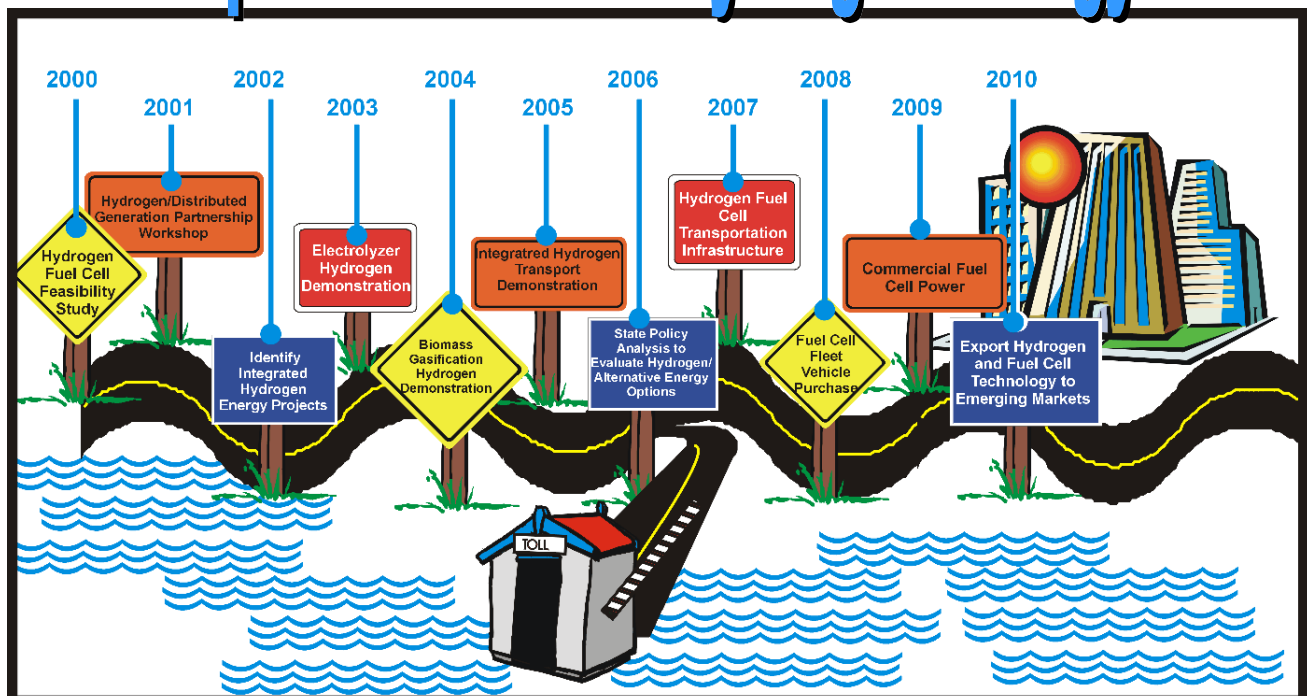 2000
2002
2004
2006
2008
2010
2001
2003
2005
2007
2009
Hydrogen
Fuel Cell
Feasibility
Study
Hydrogen/Distributed
Generation Partnership
Workshop
Identify
Integrated
Hydrogen
Energy Projects
Electrolyzer
Hydrogen
Demonstration
Biomass
Gasification
Hydrogen
Demonstration
Integratred Hydrogen
Transport
Demonstration
State Policy
Analysis to
Evaluate Hydrogen/
Alternative Energy
Options
Hydrogen Fuel
Cell
Transportation
Infrastructure
Fuel Cell
Fleet
Vehicle
Purchase
Commercial Fuel
Cell Power
Export Hydrogen
and Fuel Cell
Technology to
Emerging Markets
TOLL